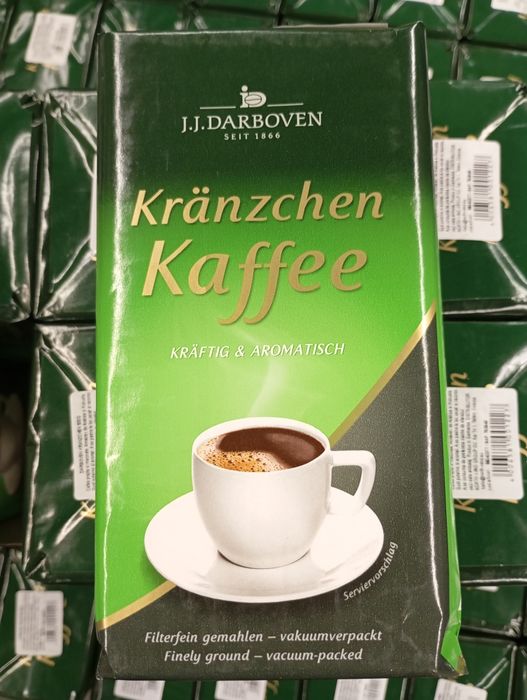 J.J.DARBOVEN
SEIT 1866
Kränzchen
Kaffee
KRÄFTIG & AROMATISCH
Serviervorschlag
Filterfein gemahlen – vakuumverpackt
Finely ground – vacuum-packed